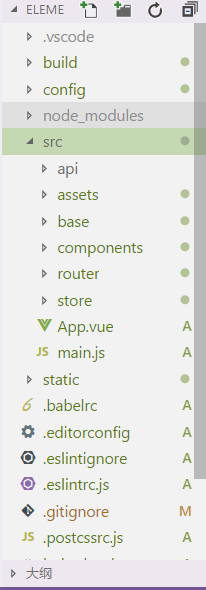 ELEME
.vscode
build
config
node_modules
src
api
assets
base
components
router
store
App.vue A
JS main.js A
static
.babelrc A
.editorconfig A
.eslintignore A
.eslintrc.js A
.gitignore M
.postcssrc.js A
大纲